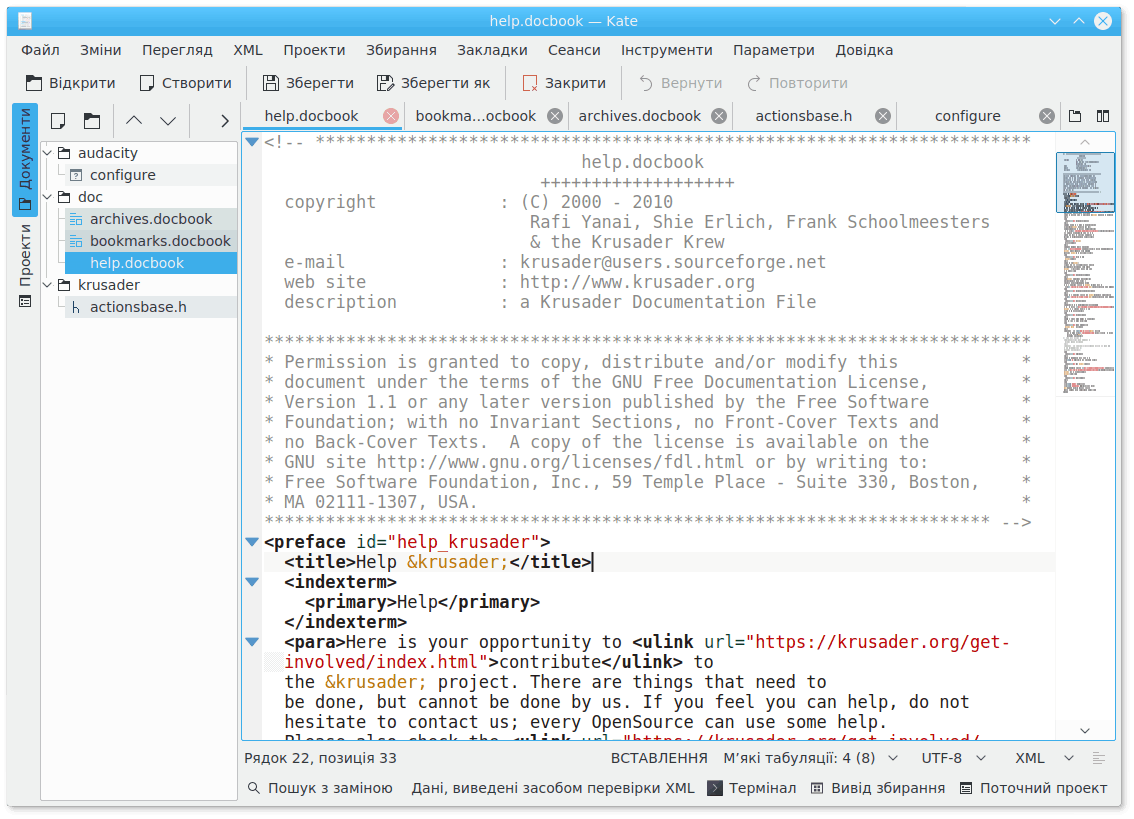 help.docbook — Kate
Файл Зміни Перегляд XML Проекти Збирання Закладки Сеанси Інструменти Параметри Довідка
Відкрити Створити Зберегти Зберегти як Закрити Вернути Повторити
Документи
Проекти
audacity
configure
doc
archives.docbook
bookmarks.docbook
help.docbook
krusader
actionsbase.h
help.docbook bookma...ocbook archives.docbook actionsbase.h configure
<!-- **********************************************************************
help.docbook
+++++++++++++++++++
copyright : (C) 2000 - 2010
Rafi Yanai, Shie Erlich, Frank Schoolmeesters
& the Krusader Krew
e-mail : krusader@users.sourceforge.net
web site : http://www.krusader.org
description : a Krusader Documentation File
***************************************************************************
* Permission is granted to copy, distribute and/or modify this *
* document under the terms of the GNU Free Documentation License, *
* Version 1.1 or any later version published by the Free Software *
* Foundation; with no Invariant Sections, no Front-Cover Texts and *
* no Back-Cover Texts.  A copy of the license is available on the *
* GNU site http://www.gnu.org/licenses/fdl.html or by writing to: *
* Free Software Foundation, Inc., 59 Temple Place - Suite 330, Boston, *
* MA 02111-1307, USA. *
*********************************************************************** -->
<preface id="help_krusader">
<title>Help &krusader;</title>
<indexterm>
<primary>Help</primary>
</indexterm>
<para>Here is your opportunity to <ulink url="https://krusader.org/get-
involved/index.html">contribute</ulink> to
the &krusader; project. There are things that need to
be done, but cannot be done by us. If you feel you can help, do not
hesitate to contact us; every OpenSource can use some help.
Please also check the <ulink url="https://krusader.org/get-involved/
Рядок 22, позиція 33 ВСТАВЛЕННЯ М’які табуляції: 4 (8) UTF-8 XML
Пошук з заміною Дані, виведені засобом перевірки XML Термінал Вивід збирання Поточний проект